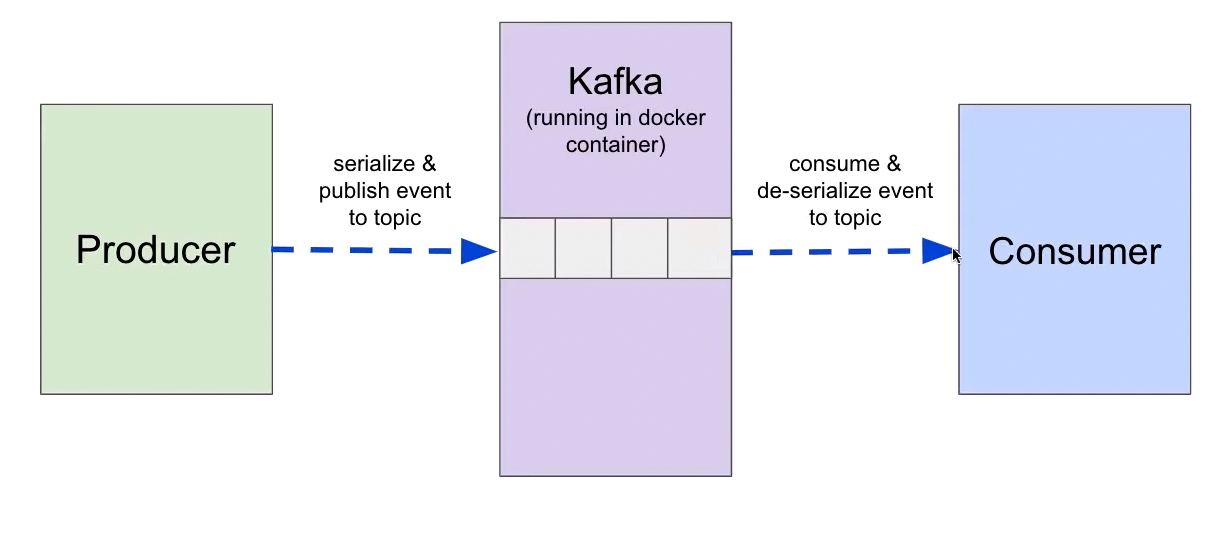 Kafka
(running in docker
container)
serialize &
publish event
to topic
consume &
de-serialize event
to topic
Producer
Consumer